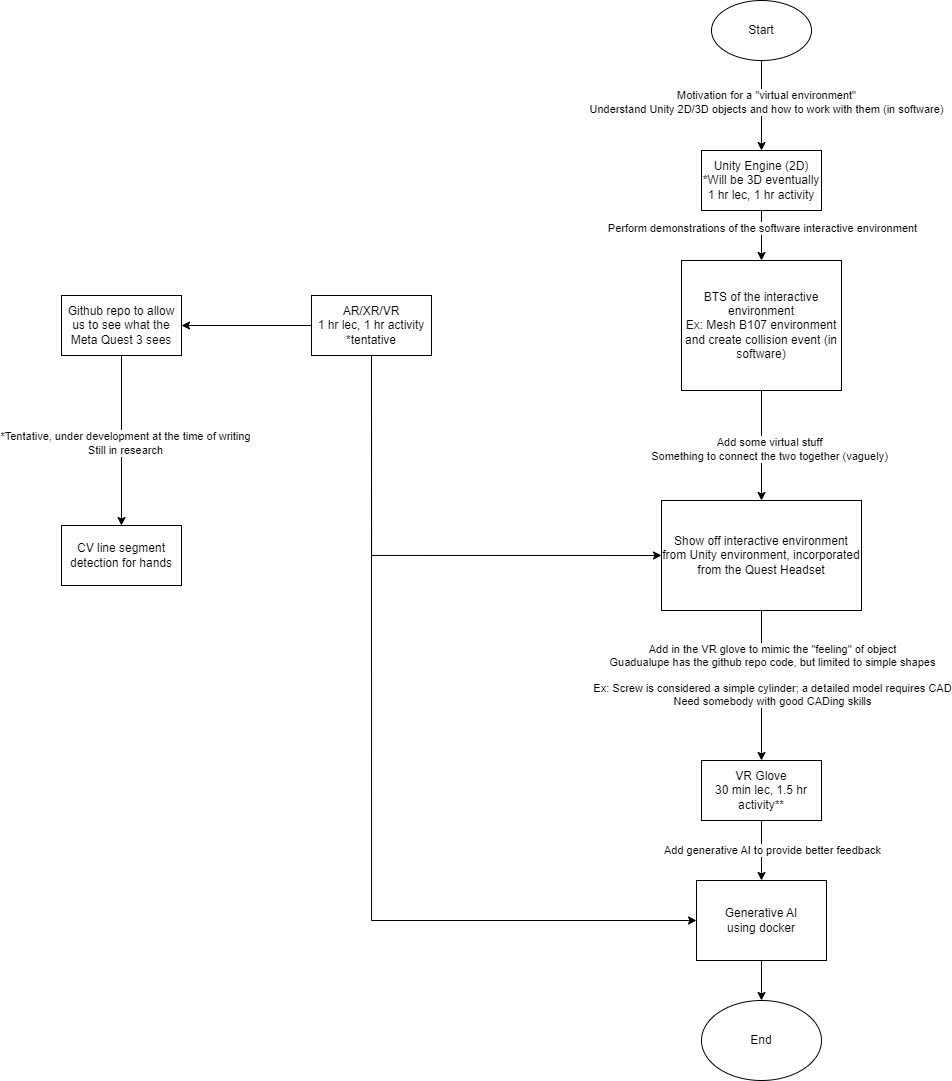 Start
Motivation for a "virtual environment"
Understand Unity 2D/3D objects and how to work with them (in software)
Unity Engine (2D)
*Will be 3D eventually
1 hr lec, 1 hr activity
Perform demonstrations of the software interactive environment
BTS of the interactive
environment
Ex: Mesh B107 environment
and create collision event (in
software)
Github repo to allow
us to see what the
Meta Quest 3 sees
AR/XR/VR
1 hr lec, 1 hr activity
*tentative
*Tentative, under development at the time of writing
Still in research
Add some virtual stuff
Something to connect the two together (vaguely)
CV line segment
detection for hands
Show off interactive environment
from Unity environment, incorporated
from the Quest Headset
Add in the VR glove to mimic the "feeling" of object
Guadualupe has the github repo code, but limited to simple shapes
Ex: Screw is considered a simple cylinder; a detailed model requires CAD
Need somebody with good CADing skills
VR Glove
30 min lec, 1.5 hr
activity**
Add generative AI to provide better feedback
Generative AI
using docker
End